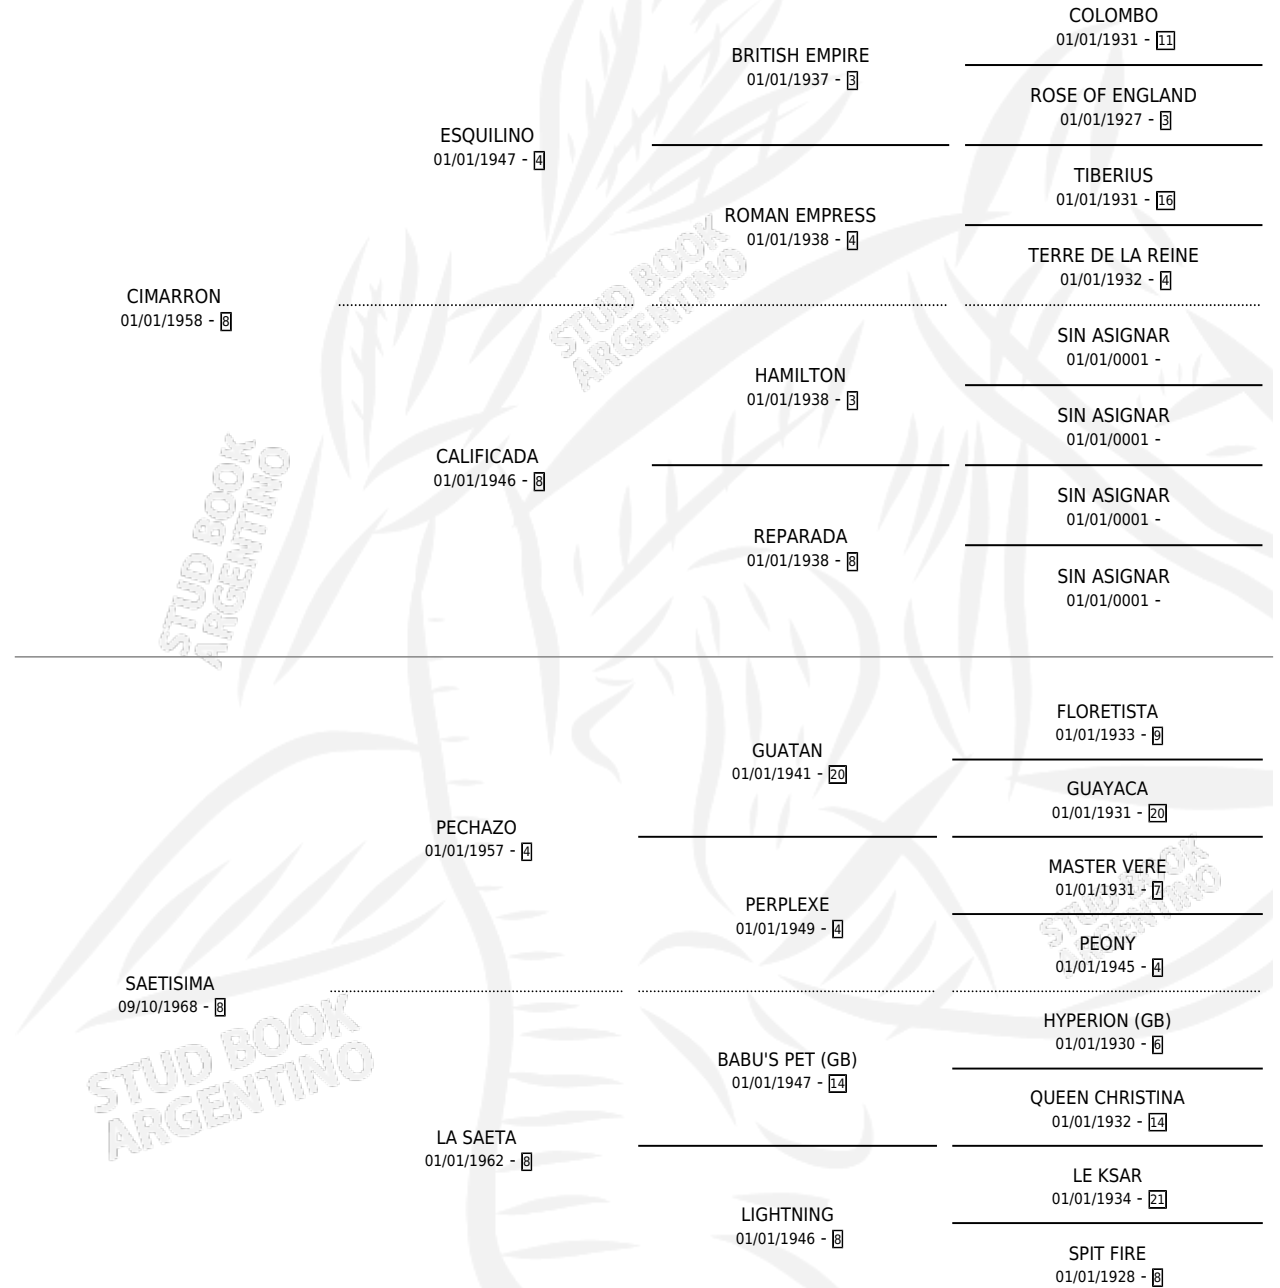 COLOMBO
01/01/1931 - 11
BRITISH EMPIRE
01/01/1937 - 3
ROSE OF ENGLAND
01/01/1927 - 3
ESQUILINO
01/01/1947 - 4
TIBERIUS
01/01/1931 - 16
ROMAN EMPRESS
01/01/1938 - 4
TERRE DE LA REINE
01/01/1932 - 4
CIMARRON
01/01/1958 - 8
STUD BOOK
ARGENTINO
SIN ASIGNAR
01/01/0001 -
HAMILTON
01/01/1938 - 3
SIN ASIGNAR
01/01/0001 -
CALIFICADA
01/01/1946 - 8
SIN ASIGNAR
01/01/0001 -
REPARADA
01/01/1938 - 8
SIN ASIGNAR
01/01/0001 -
STUD BOOK
ARGENTINO
FLORETISTA
01/01/1933 - 9
GUATAN
01/01/1941 - 20
GUAYACA
01/01/1931 - 20
PECHAZO
01/01/1957 - 4
MASTER VERE
01/01/1931 - 7
PERPLEXE
01/01/1949 - 4
STUD BOOK
ARGENTINO
PEONY
01/01/1945 - 4
SAETISIMA
09/10/1968 - 8
HYPERION (GB)
01/01/1930 - 6
BABU'S PET (GB)
01/01/1947 - 14
STUD BOOK
ARGENTINO
QUEEN CHRISTINA
01/01/1932 - 14
LA SAETA
01/01/1962 - 8
LE KSAR
01/01/1934 - 21
LIGHTNING
01/01/1946 - 8
SPIT FIRE
01/01/1928 - 8